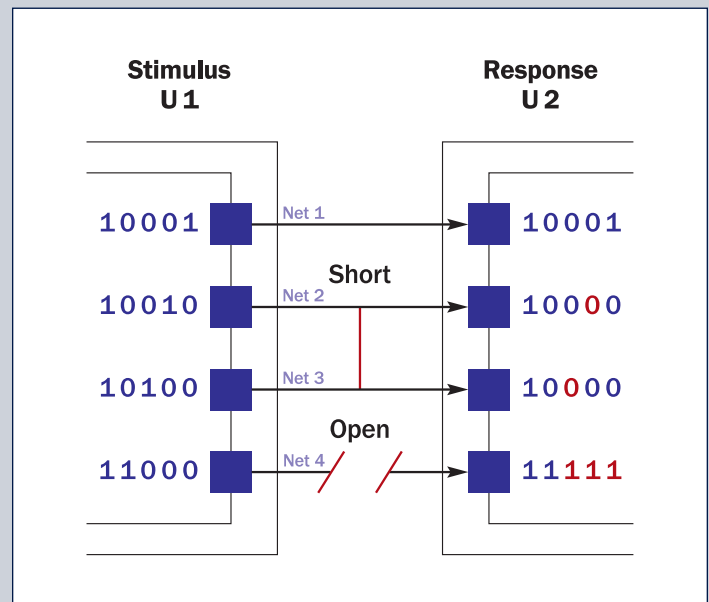 Stimulus
U1
Response
U2
10001
Net 1
10001
Short
10010
Net 2
10000
10100
Net 3
10000
Open
11000
Net 4
11111